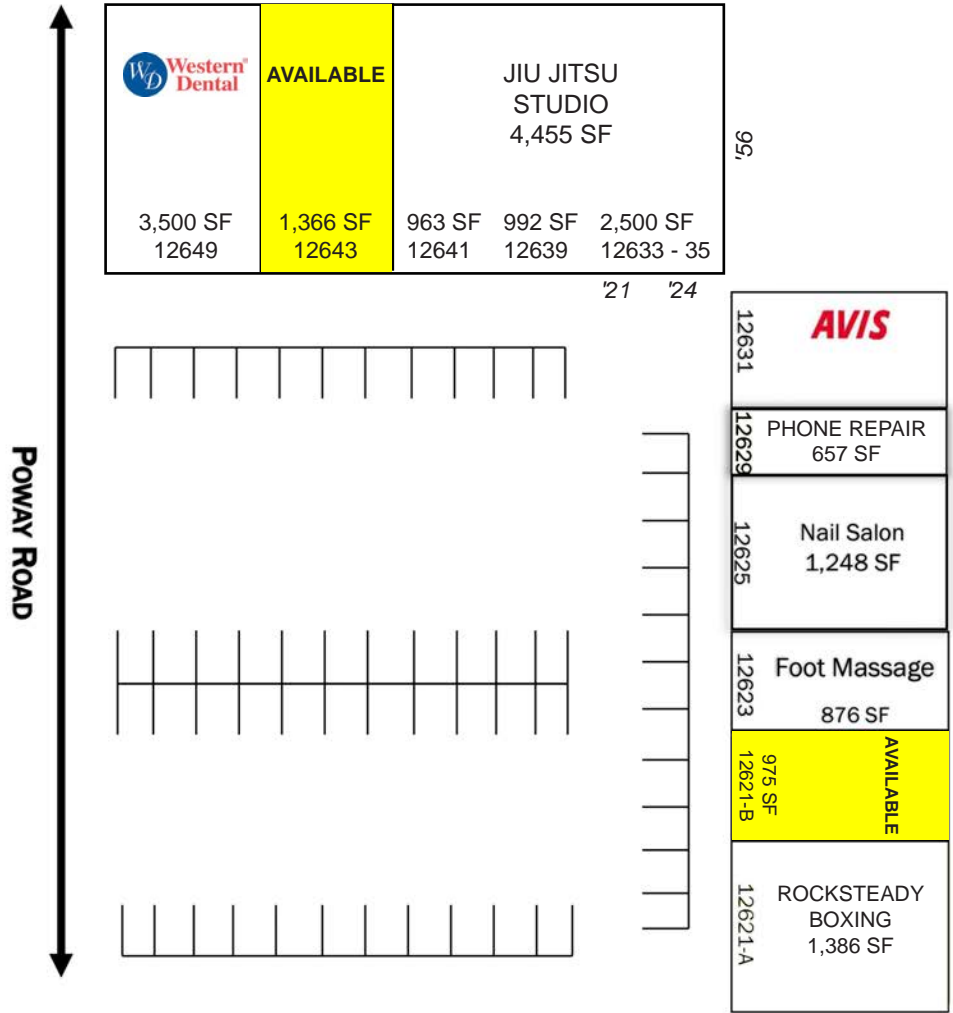 WD Western®
Dental
AVAILABLE
JIU JITSU
STUDIO
4,455 SF
56'
3,500 SF
12649
1,366 SF
12643
963 SF
12641
992 SF
12639
2,500 SF
12633 - 35
'21 '24
POWAY ROAD
12631
AVIS
12629
PHONE REPAIR
657 SF
12625
Nail Salon
1,248 SF
12623
Foot Massage
876 SF
AVAILABLE
975 SF
12621-B
12621-A
ROCKSTEADY
BOXING
1,386 SF